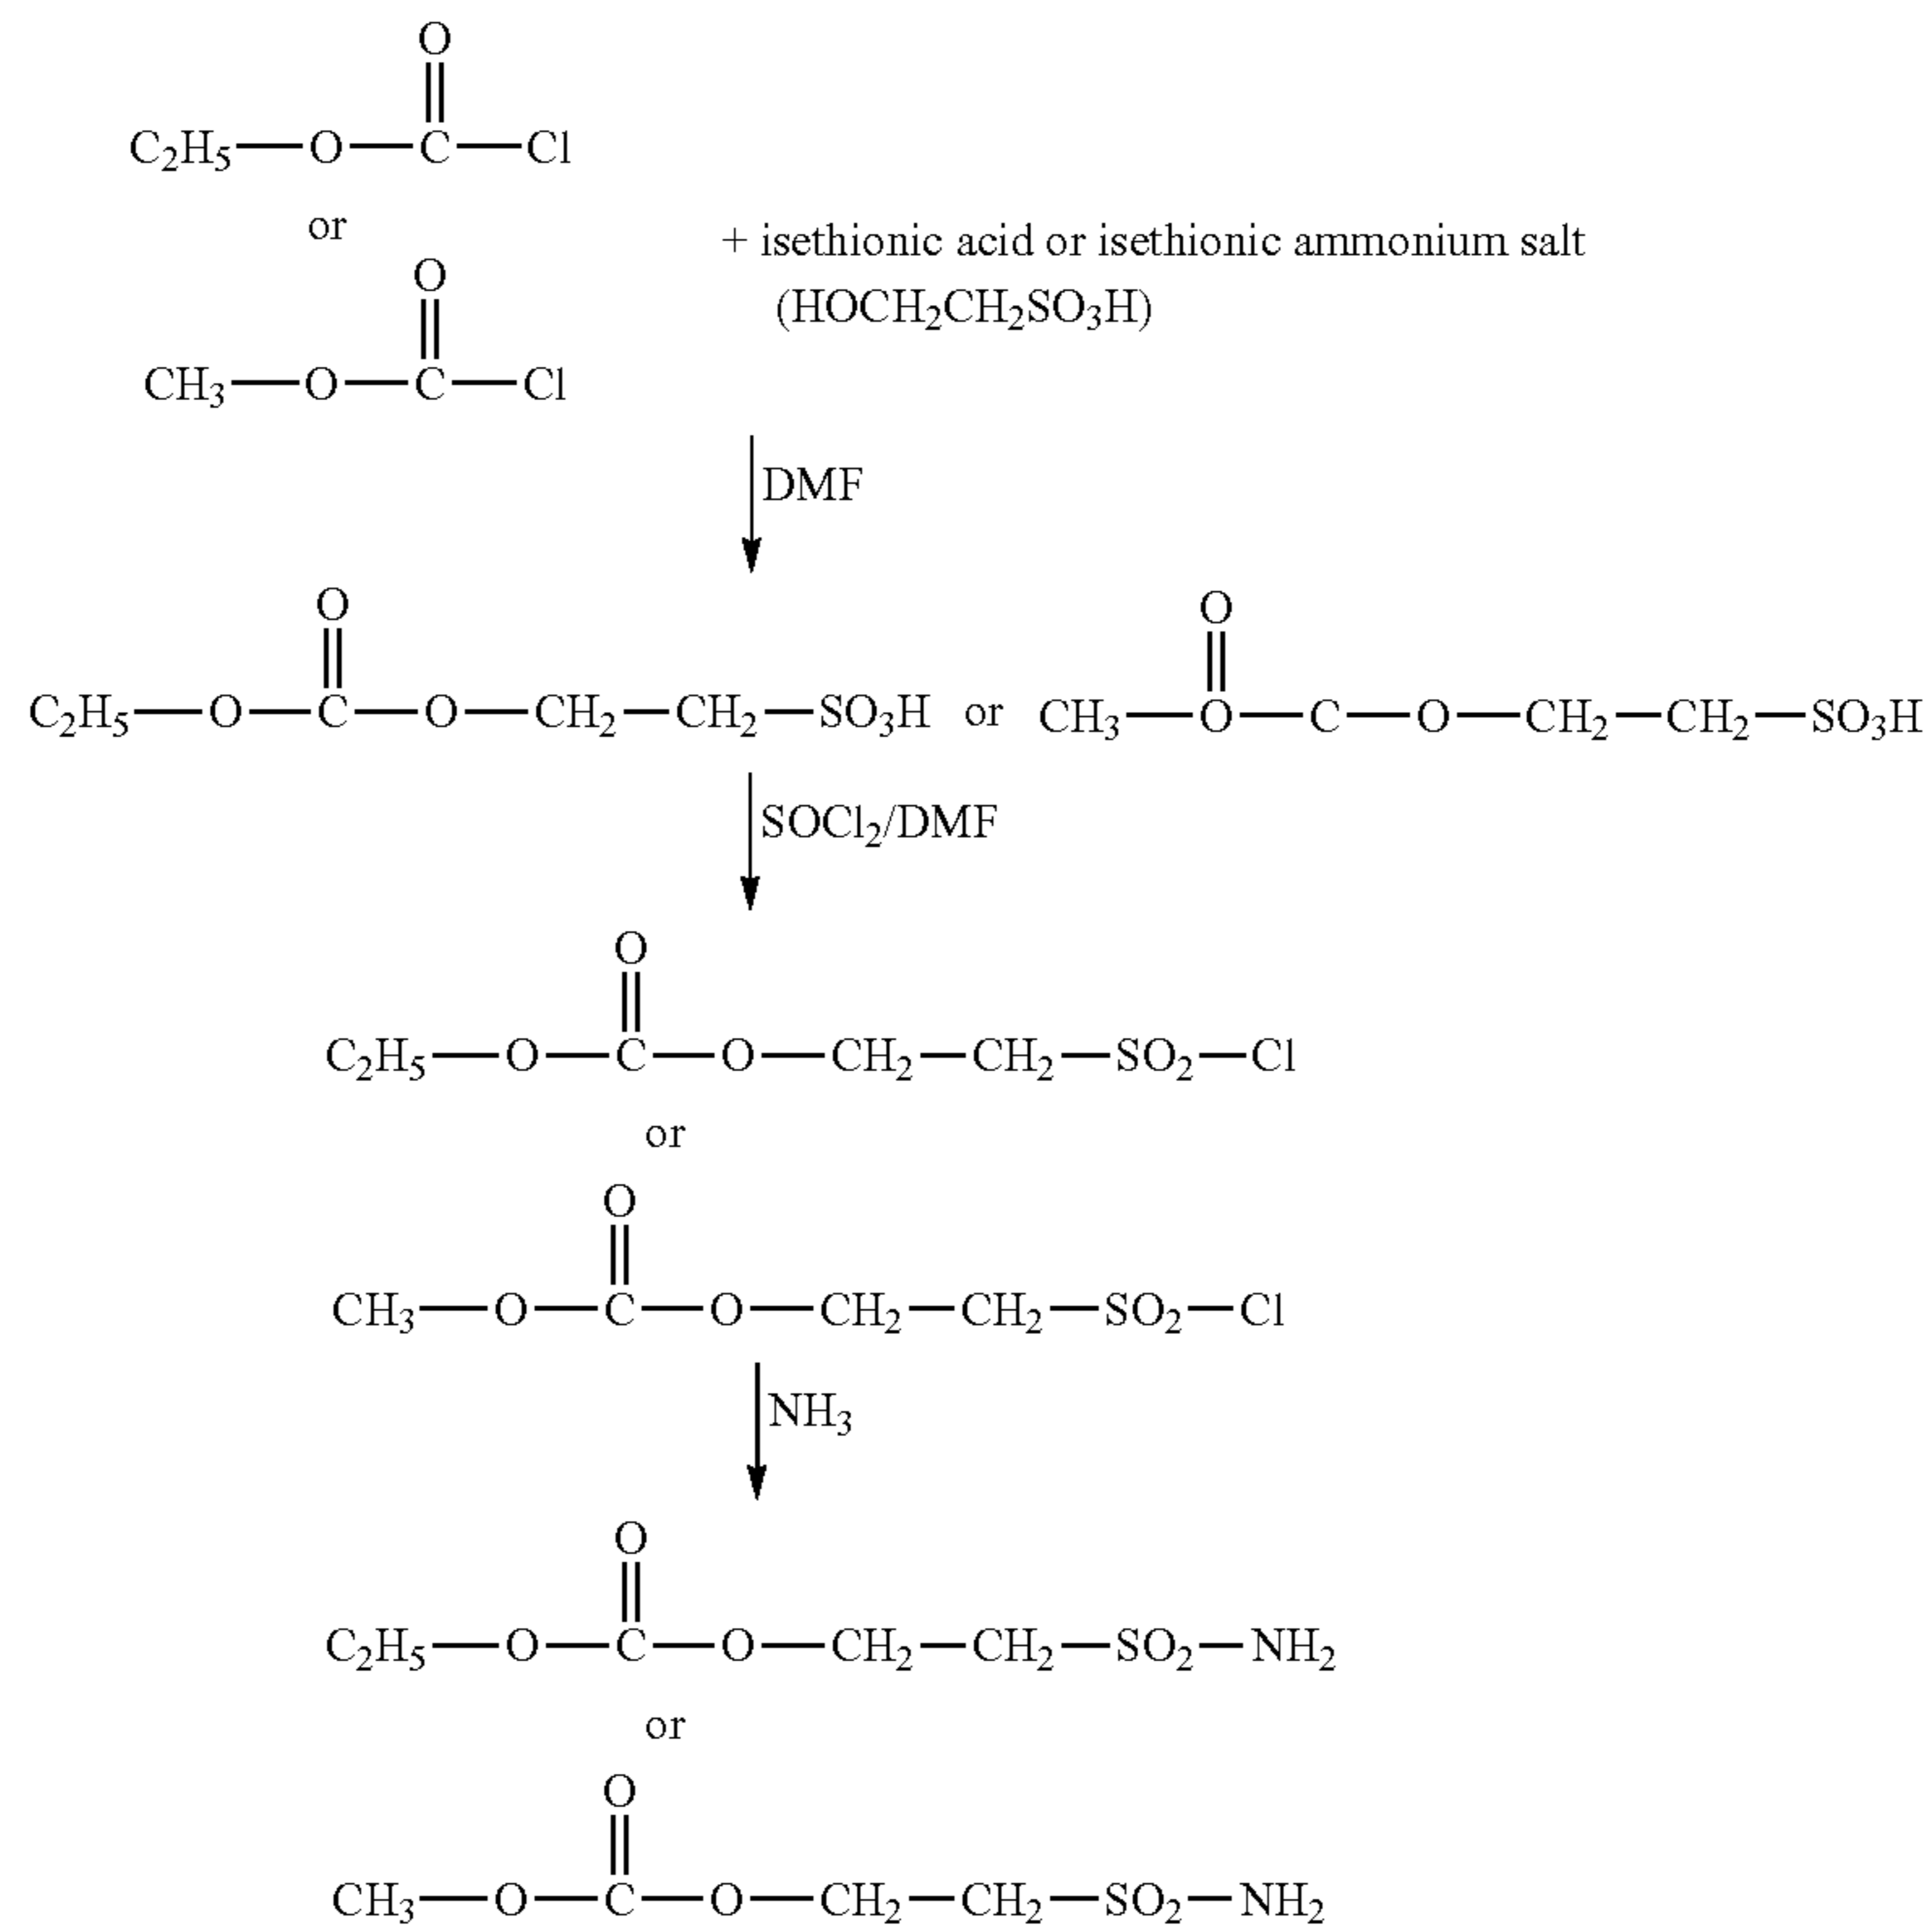 O
C₂H₅—O—C—Cl
or
+ isethionic acid or isethionic ammonium salt
O
(HOCH₂CH₂SO₃H)
CH₃—O—C—Cl
DMF
O O
C₂H₅—O—C—O—CH₂—CH₂—SO₃H or CH₃—O—C—O—CH₂—CH₂—SO₃H
SOCl₂/DMF
O
C₂H₅—O—C—O—CH₂—CH₂—SO₂—Cl
or
O
CH₃—O—C—O—CH₂—CH₂—SO₂—Cl
NH₃
O
C₂H₅—O—C—O—CH₂—CH₂—SO₂—NH₂
or
O
CH₃—O—C—O—CH₂—CH₂—SO₂—NH₂